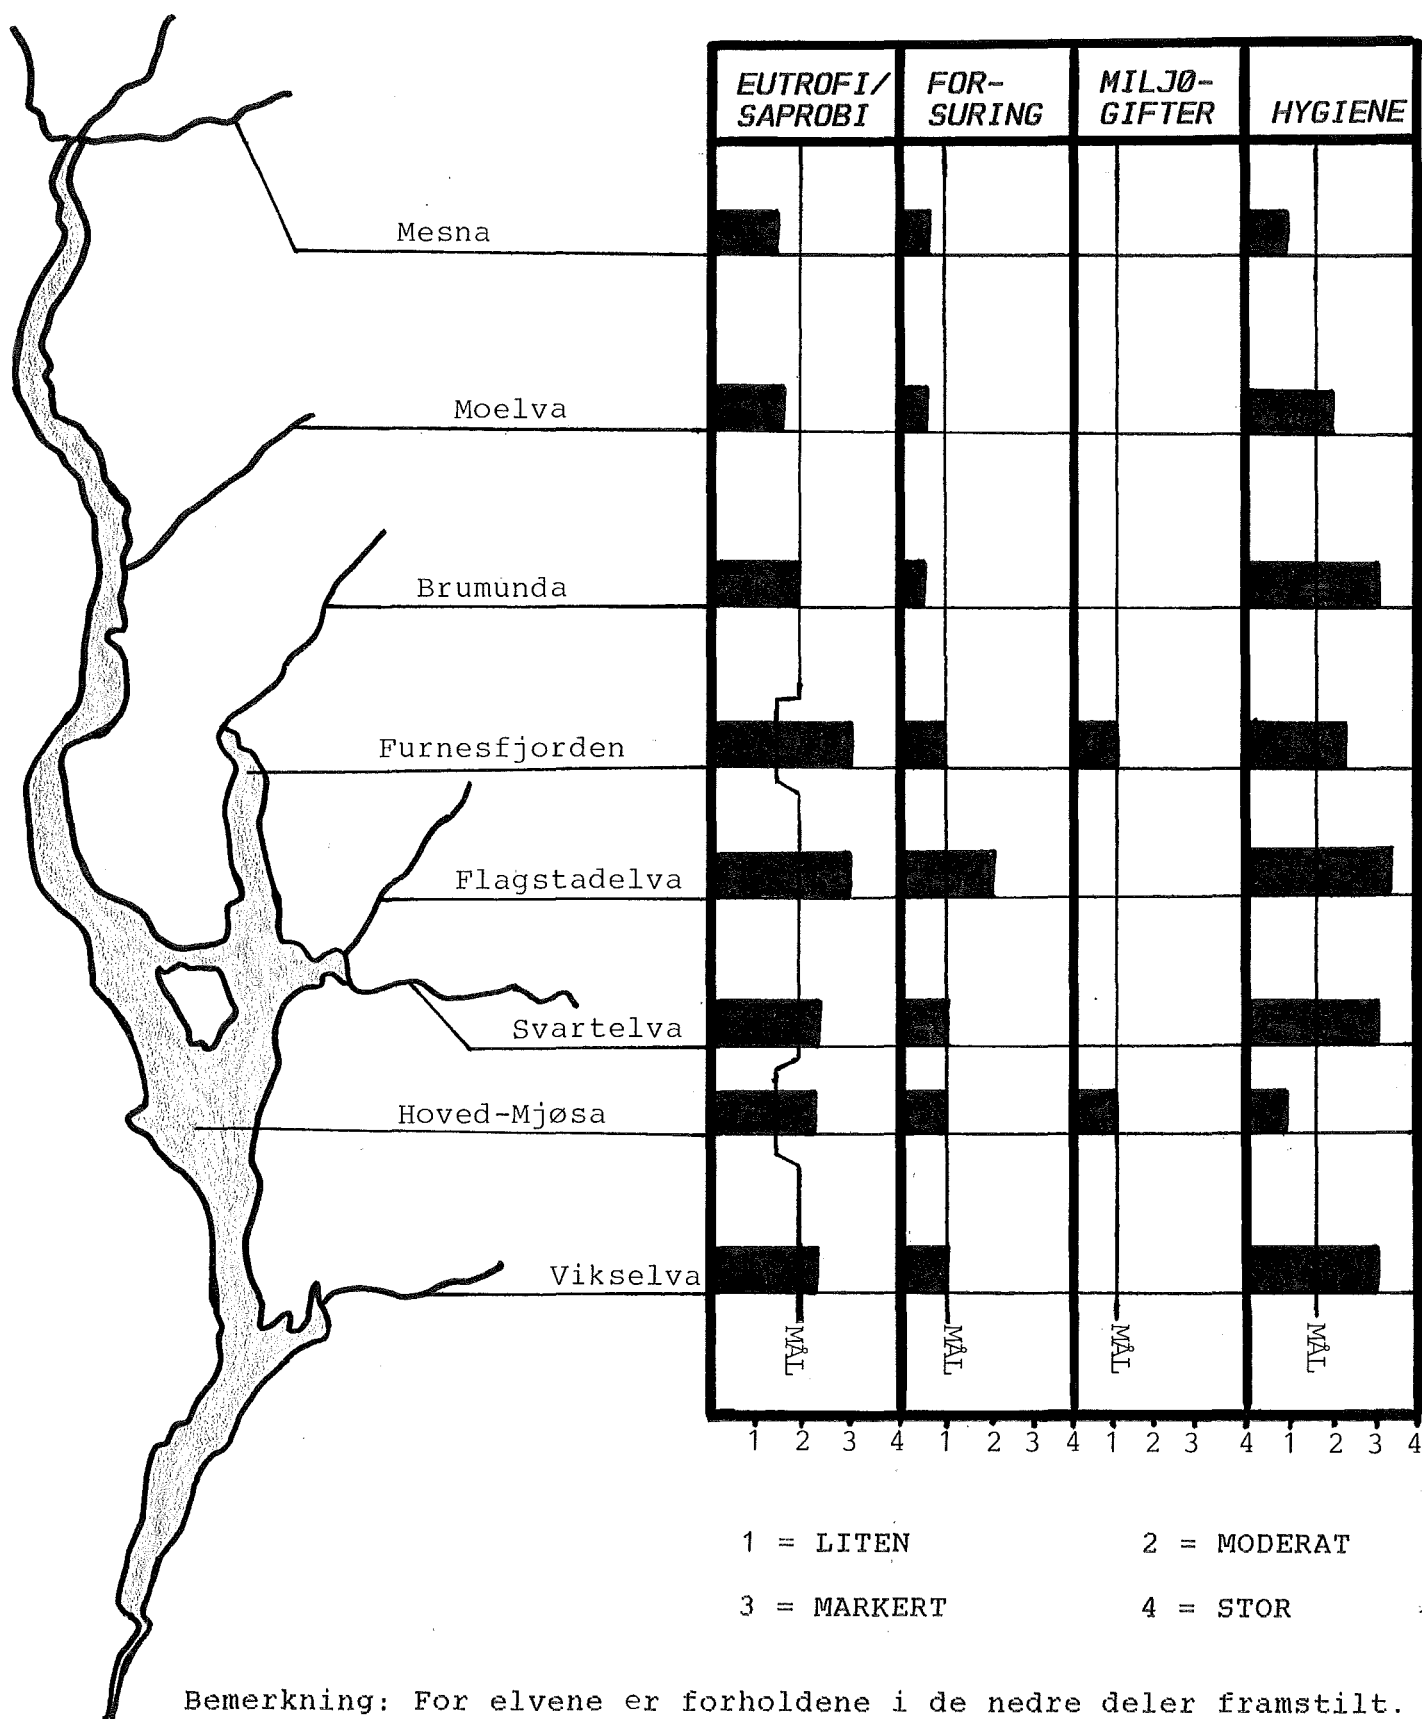 EUTROFI/
SAPROBI
FOR-
SURING
MILJØ-
GIFTER
HYGIENE
Mesna
Moelva
Brumunda
Furnesfjorden
Flagstadelva
Svartelva
Hoved-Mjøsa
Vikselva
MÅL MÅL MÅL MÅL
1 2 3 4 1 2 3 4 1 2 3 4 1 2 3 4
1 = LITEN 2 = MODERAT
3 = MARKERT 4 = STOR
Bemerkning: For elvene er forholdene i de nedre deler framstilt.